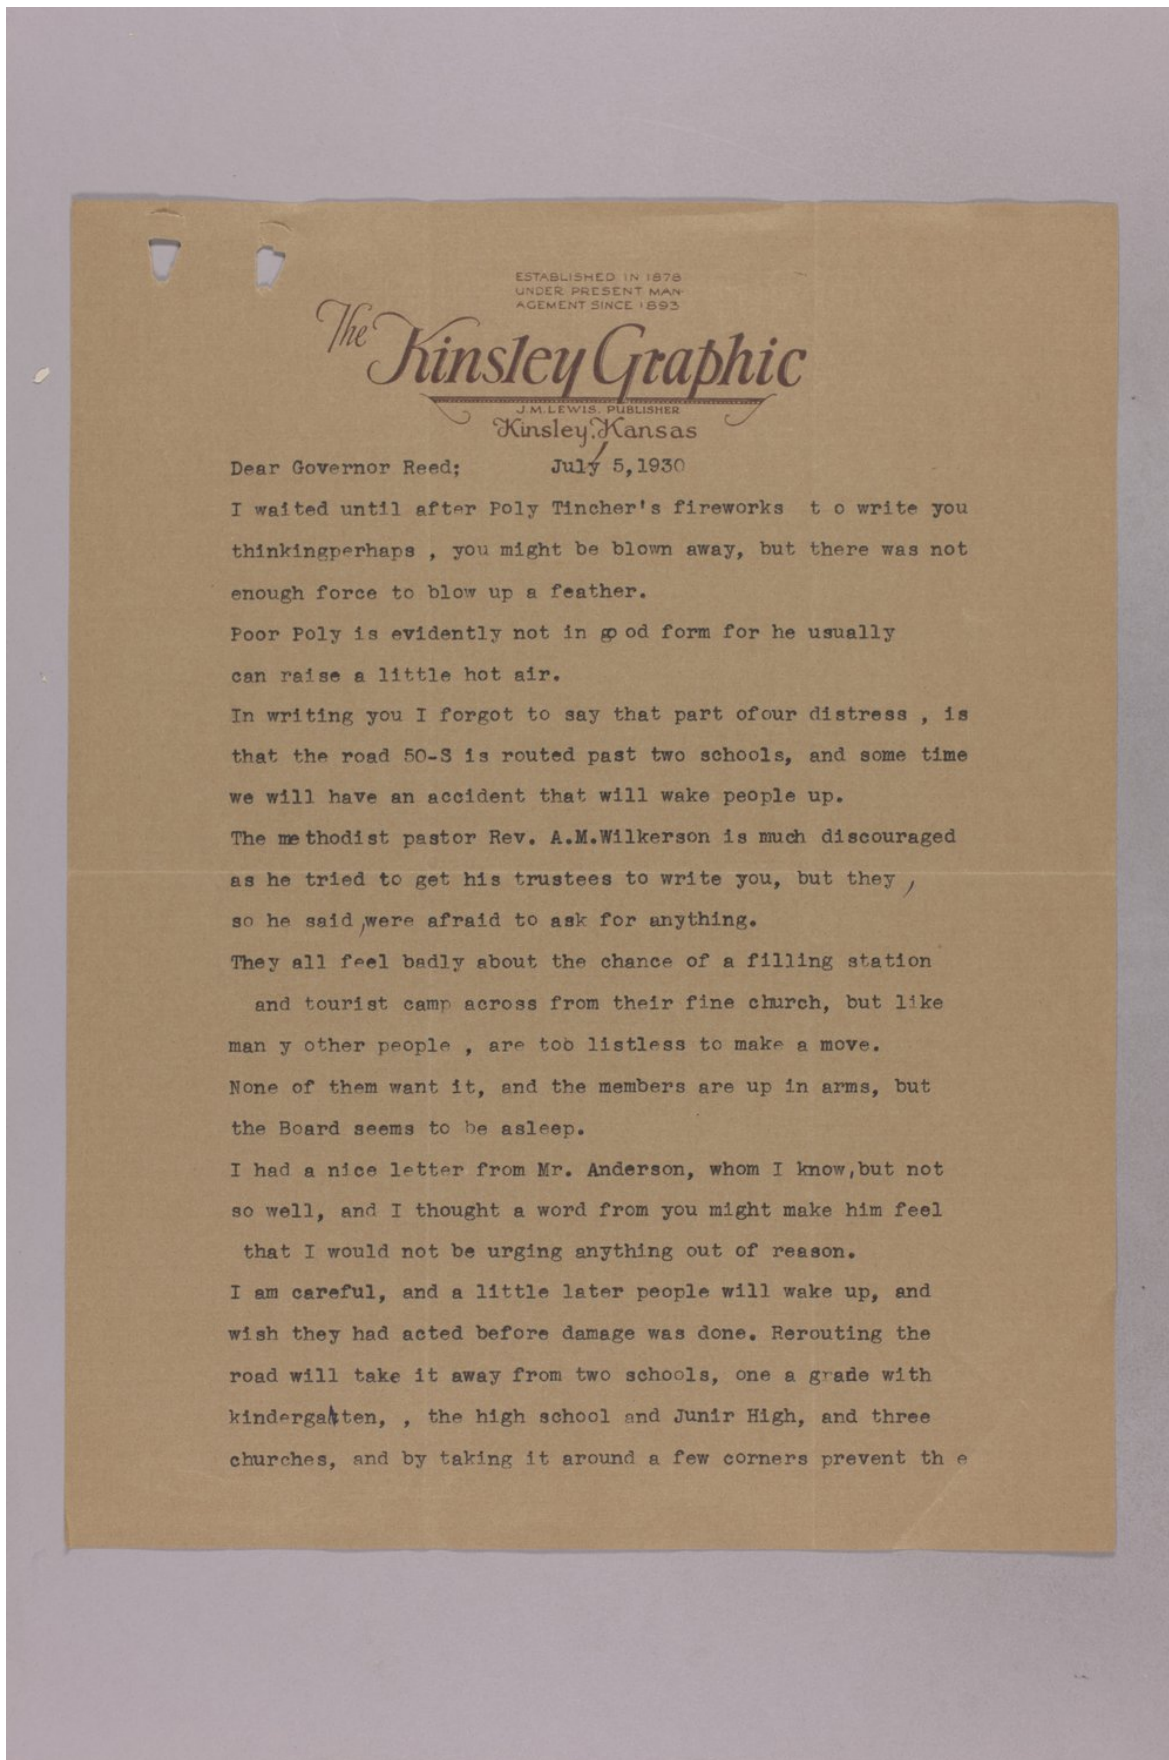 ESTABLISHED IN 1878
UNDER PRESENT MAN-
AGEMENT SINCE 1893
The Kinsley Graphic
J.M. LEWIS, PUBLISHER
Kinsley, Kansas
Dear Governor Reed; July 5,1930
I waited until after Poly Tincher's fireworks t o write you
thinkingperhaps , you might be blown away, but there was not
enough force to blow up a feather.
Poor Poly is evidently not in go od form for he usually
can raise a little hot air.
In writing you I forgot to say that part ofour distress , is
that the road 50-S is routed past two schools, and some time
we will have an accident that will wake people up.
The methodist pastor Rev. A.M.Wilkerson is much discouraged
as he tried to get his trustees to write you, but they ,
so he said ,were afraid to ask for anything.
They all feel badly about the chance of a filling station
and tourist camp across from their fine church, but like
man y other people , are too listless to make a move.
None of them want it, and the members are up in arms, but
the Board seems to be asleep.
I had a nice letter from Mr. Anderson, whom I know,but not
so well, and I thought a word from you might make him feel
that I would not be urging anything out of reason.
I am careful, and a little later people will wake up, and
wish they had acted before damage was done. Rerouting the
road will take it away from two schools, one a grade with
kindergarten, , the high school and Junir High, and three
churches, and by taking it around a few corners prevent th e